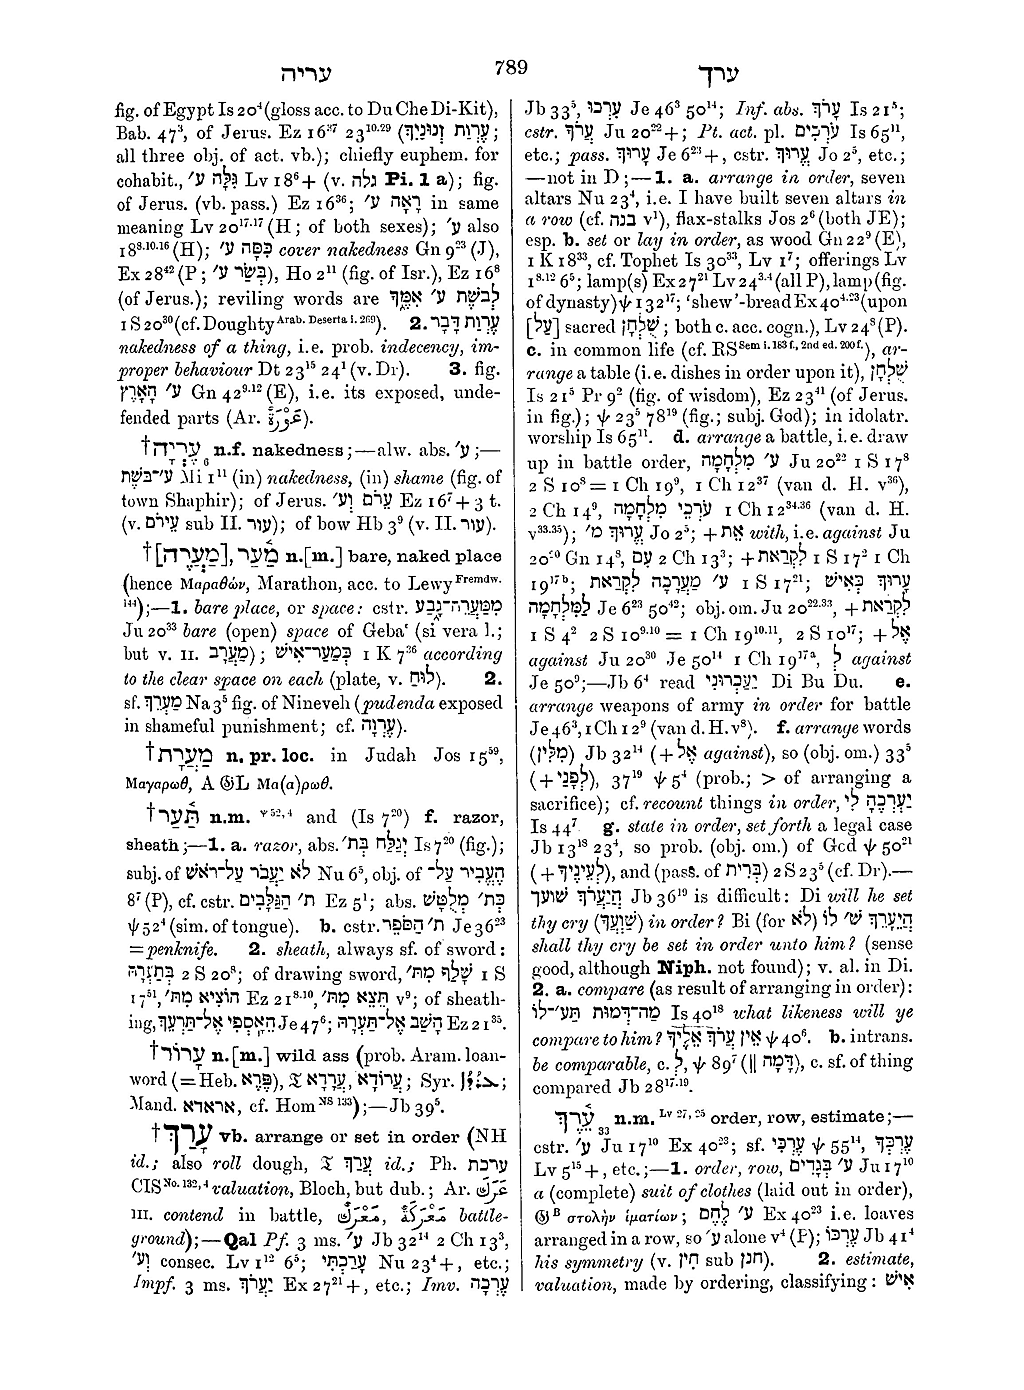 עריה
789
ערך
fig. of Egypt Is 20⁴ (gloss acc. to Du Che Di-Kit),
Bab. 47³, of Jerus. Ez 16³⁷ 23¹⁰·²⁹ (עֶרְוַת זְנוּנַיִךְ;
all three obj. of act. vb.); chiefly euphem. for
cohabit., גִּלָּה ע׳ Lv 18⁶+ (v. גלה Pi. 1 a); fig.
of Jerus. (vb. pass.) Ez 16³⁶; רָאָה ע׳ in same
meaning Lv 20¹⁷·¹⁷ (H; of both sexes); ע׳ also
18⁸·¹⁰·¹⁶ (H); כִּסָּה ע׳ cover nakedness Gn 9²³ (J),
Ex 28⁴² (P; בְּשַׂר ע׳), Ho 2¹¹ (fig. of Isr.), Ez 16⁸
(of Jerus.); reviling words are לְבשֶׁת ע׳ אִמֶּךָ
1 S 20³⁰ (cf. Doughty Arab. Deserta i. 269). 2. עֶרְוַת דָּבָר
nakedness of a thing, i.e. prob. indecency, im-
proper behaviour Dt 23¹⁵ 24¹ (v. Dr). 3. fig.
ע׳ הָאָרֶץ Gn 42⁹·¹² (E), i.e. its exposed, unde-
fended parts (Ar. عَوْرَةٌ).
†עֶרְיָה₆ n.f. nakedness;—alw. abs. ע׳;—
ע׳־בשֶׁת Mi 1¹¹ (in) nakedness, (in) shame (fig. of
town Shaphir); of Jerus. עֵרֹם וְע׳ Ez 16⁷ + 3 t.
(v. עֵירֹם sub II. עור); of bow Hb 3⁹ (v. II. עור).
†[מַעֲרֶה], מַעַר n.[m.] bare, naked place
(hence Μαραθών, Marathon, acc. to Lewy Fremdw.
144);—1. bare place, or space: cstr. מִמַּעֲרֵה־גָבַע
Ju 20³³ bare (open) space of Gebaʿ (si vera l.;
but v. II. מַעֲרָב); כְּמַעַר־אִישׁ 1 K 7³⁶ according
to the clear space on each (plate, v. לוּחַ). 2.
sf. מַעְרֵךְ Na 3⁵ fig. of Nineveh (pudenda exposed
in shameful punishment; cf. עֶרְוָה).
†מַעֲרָת n. pr. loc. in Judah Jos 15⁵⁹,
Μαγαρωθ, A 𝔊L Μα(α)ρωθ.
†תַּ֫עַר n.m. ψ 52, 4 and (Is 7²⁰) f. razor,
sheath;—1. a. razor, abs. יְגַלַּח בְּת׳ Is 7²⁰ (fig.);
subj. of לֹא יַעֲבֹר עַל־רֹאשׁ Nu 6⁵, obj. of הֶעֱבִיר עַל־
8⁷ (P), cf. cstr. ת׳ הַגַּלָּבִים Ez 5¹; abs. כְּת׳ מְלֻטָּשׁ
ψ 52⁴ (sim. of tongue). b. cstr. ת׳ הַסֹּפֵר Je 36²³
= penknife. 2. sheath, always sf. of sword:
בְּתַעְרָהּ 2 S 20⁸; of drawing sword, שָׁלַף מִת׳ 1 S
17⁵¹, הוֹצִיא מִת׳ Ez 21⁸·¹⁰, תֵּצֵא מִת׳ v⁹; of sheath-
ing, הֵאָסְפִי אֶל־תַּעְרֵךְ Je 47⁶; הָשַׁב אֶל־תַּעְרָהּ Ez 21³⁵.
†עָרוֹד n.[m.] wild ass (prob. Aram. loan-
word (= Heb. פֶּרֶא), 𝔗 עֲרָדָא, עֲרוֹדָא; Syr. ܥܪܳܕܳܐ;
Mand. אראדא, cf. Hom NS 133);—Jb 39⁵.
†עָרַךְ vb. arrange or set in order (NH
id.; also roll dough, 𝔗 עֲרַךְ id.; Ph. ערכת
CIS No. 132, 4 valuation, Bloch, but dub.; Ar. عَرَكَ
III. contend in battle, مَعْرَكٌ, مَعْرَكَةٌ battle-
ground);—Qal Pf. 3 ms. ע׳ Jb 32¹⁴ 2 Ch 13³,
וְע׳ consec. Lv 1¹² 6⁵; עָרַכְתִּי Nu 23⁴+, etc.;
Impf. 3 ms. יַעֲרֹךְ Ex 27²¹+, etc.; Imv. עֶרְכָה
Jb 33⁵, עִרְכוּ Je 46³ 50¹⁴; Inf. abs. עָרֹךְ Is 21⁵;
cstr. עֲרֹךְ Ju 20²²+; Pt. act. pl. עֹרְכִים Is 65¹¹,
etc.; pass. עָרוּךְ Je 6²³+, cstr. עֱרוּךְ Jo 2⁵, etc.;
—not in D;—1. a. arrange in order, seven
altars Nu 23⁴, i.e. I have built seven altars in
a row (cf. בנה v¹), flax-stalks Jos 2⁶ (both JE);
esp. b. set or lay in order, as wood Gn 22⁹ (E),
1 K 18³³, cf. Tophet Is 30³³, Lv 1⁷; offerings Lv
1⁸·¹² 6⁵; lamp(s) Ex 27²¹ Lv 24³·⁴ (all P), lamp (fig.
of dynasty) ψ 132¹⁷; ‘shew’-bread Ex 40⁴·²³ (upon
[עַל] sacred שֻׁלְחָן; both c. acc. cogn.), Lv 24⁸ (P).
c. in common life (cf. RS Sem i. 183 f., 2nd ed. 200 f.), ar-
range a table (i.e. dishes in order upon it), שֻׁלְחָן
Is 21⁵ Pr 9² (fig. of wisdom), Ez 23⁴¹ (of Jerus.
in fig.); ψ 23⁵ 78¹⁹ (fig.; subj. God); in idolatr.
worship Is 65¹¹. d. arrange a battle, i.e. draw
up in battle order, ע׳ מִלְחָמָה Ju 20²² 1 S 17⁸
2 S 10⁸ = 1 Ch 19⁹, 1 Ch 12³⁷ (van d. H. v³⁶),
2 Ch 14⁹, עֹרְכֵי מִלְחָמָה 1 Ch 12³⁴·³⁶ (van d. H.
v³³·³⁵); עֱרוּךְ מ׳ Jo 2⁵; + אֵת with, i.e. against Ju
20²⁰ Gn 14⁸, עִם 2 Ch 13³; + לִקְרַאת 1 S 17² 1 Ch
19¹⁷ᵇ; ע׳ מַעֲרָכָה לִקְרַאת 1 S 17²¹; עָרוּךְ כְּאִישׁ
לַמִּלְחָמָה Je 6²³ 50⁴²; obj. om. Ju 20²²·³³, + לִקְרַאת
1 S 4² 2 S 10⁹·¹⁰ = 1 Ch 19¹⁰·¹¹, 2 S 10¹⁷; + אֶל
against Ju 20³⁰ Je 50¹⁴ 1 Ch 19¹⁷ᵃ, לְ against
Je 50⁹;—Jb 6⁴ read יַעְכְּרוּנִי Di Bu Du. e.
arrange weapons of army in order for battle
Je 46³, 1 Ch 12⁹ (van d. H. v⁸). f. arrange words
(מִלִּין) Jb 32¹⁴ (+ אֶל against), so (obj. om.) 33⁵
(+ לִפְנֵי), 37¹⁹ ψ 5⁴ (prob.; > of arranging a
sacrifice); cf. recount things in order, יַעְרְכֶהָ לִי
Is 44⁷. g. state in order, set forth a legal case
Jb 13¹⁸ 23⁴, so prob. (obj. om.) of God ψ 50²¹
(+ לְעֵינֶיךָ), and (pass. of בְּרִית) 2 S 23⁵ (cf. Dr).—
הֲיַעֲרֹךְ שׁוּעֲךָ Jb 36¹⁹ is difficult: Di will he set
thy cry (שׁוּעֲךָ) in order? Bi (for לֹא) הֲיֵעָרֵךְ שׁ׳ לוֹ
shall thy cry be set in order unto him? (sense
good, although Niph. not found); v. al. in Di.
2. a. compare (as result of arranging in order):
מַה־דְּמוּת תַּע׳־לוֹ Is 40¹⁸ what likeness will ye
compare to him? אֵין עֲרֹךְ אֵלֶיךָ ψ 40⁶. b. intrans.
be comparable, c. לְ, ψ 89⁷ (‖ דָּמָה), c. sf. of thing
compared Jb 28¹⁷·¹⁹.
עֵ֫רֶךְ₃₃ n.m. Lv 27, 25 order, row, estimate;—
cstr. ע׳ Ju 17¹⁰ Ex 40²³; sf. עֶרְכִּי ψ 55¹⁴, עֶרְכְּךָ
Lv 5¹⁵+, etc.;—1. order, row, ע׳ בְּגָדִים Ju 17¹⁰
a (complete) suit of clothes (laid out in order),
𝔊ᴮ στολὴν ἱματίων; ע׳ לֶחֶם Ex 40²³ i.e. loaves
arranged in a row, so ע׳ alone v⁴ (P); עֶרְכּוֹ Jb 41⁴
his symmetry (v. חִין sub חנן). 2. estimate,
valuation, made by ordering, classifying: אִישׁ